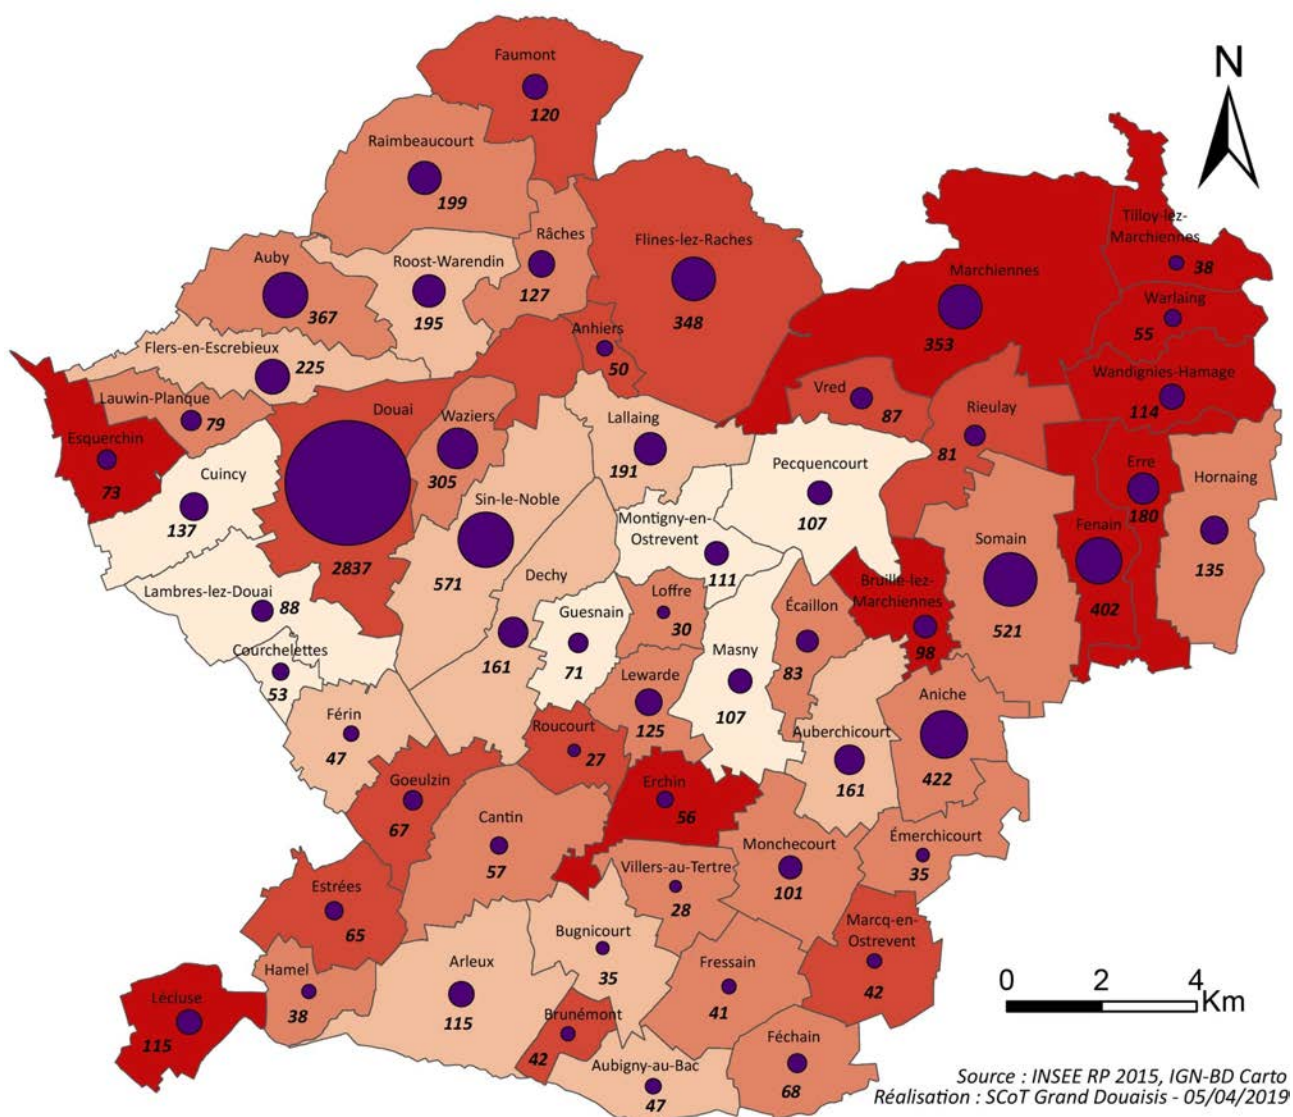 N
Faumont
120
Raimbeaucourt
199
Râches
127
Flines-lez-Raches
348
Tilloy-lez-
Marchiennes
38
Auby
367
Roost-Warendin
195
Marchiennes
353
Warlaing
55
Flers-en-Escrebieux
225
Anhiers
50
Wandignies-Hamage
114
Lauwin-Planque
79
Douai
2837
Waziers
305
Lallaing
191
Vred
87
Rieulay
81
Esquerchin
73
Cuincy
137
Sin-le-Noble
571
Pecquencourt
107
Erre
180
Hornaing
135
Montigny-en-
Ostrevent
111
Somain
521
Fenain
402
Lambres-lez-Douai
88
Dechy
161
Guesnain
71
Loffre
30
Écaillon
83
Bruille-lez-
Marchiennes
98
Courchelettes
53
Masny
107
Lewarde
125
Férin
47
Roucourt
27
Auberchicourt
161
Aniche
422
Goeulzin
67
Cantin
57
Erchin
56
Monchecourt
101
Émerchicourt
35
Villers-au-Tertre
28
Estrées
65
Bugnicourt
35
Marcq-en-
Ostrevent
42
Hamel
38
Arleux
115
Fressain
41
Lécluse
115
Brunémont
42
Aubigny-au-Bac
47
Féchain
68
0 2 4
Km
Source : INSEE RP 2015, IGN-BD Carto
Réalisation : SCoT Grand Douaisis - 05/04/2019